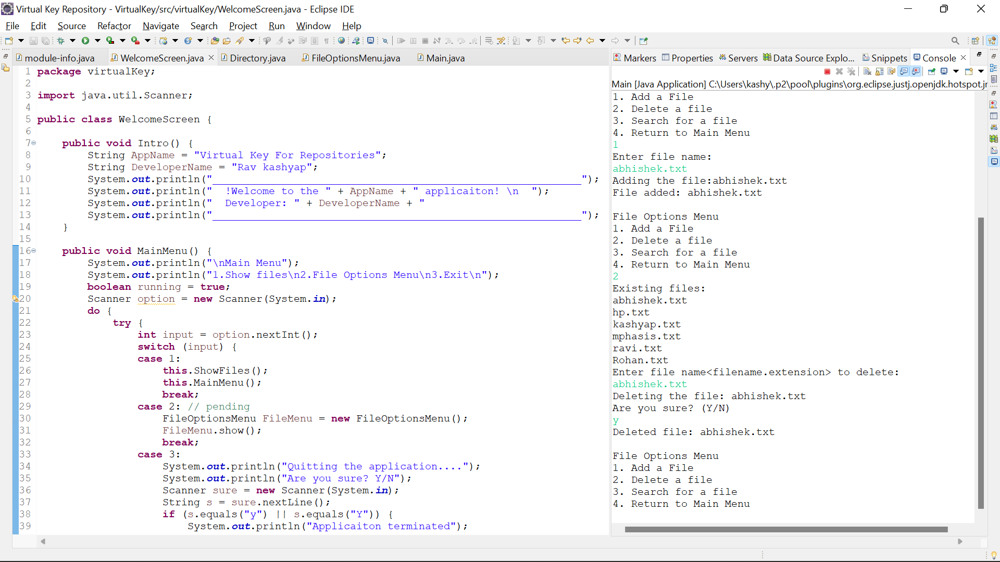 Virtual Key Repository - VirtualKey/src/virtualKey/WelcomeScreen.java - Eclipse IDE
File Edit Source Refactor Navigate Search Project Run Window Help
module-info.java WelcomeScreen.java Directory.java FileOptionsMenu.java Main.java
1 package virtualKey;
2
3 import java.util.Scanner;
4
5 public class WelcomeScreen {
6
7 public void Intro() {
8 String AppName = "Virtual Key For Repositories";
9 String DeveloperName = "Rav kashyap";
10 System.out.println("___________________________________________________________");
11 System.out.println("  !Welcome to the " + AppName + " applicaiton! \n  ");
12 System.out.println("  Developer: " + DeveloperName + "
13 System.out.println("___________________________________________________________");
14 }
15
16 public void MainMenu() {
17 System.out.println("\nMain Menu");
18 System.out.println("1.Show files\n2.File Options Menu\n3.Exit\n");
19 boolean running = true;
20 Scanner option = new Scanner(System.in);
21 do {
22 try {
23 int input = option.nextInt();
24 switch (input) {
25 case 1:
26 this.ShowFiles();
27 this.MainMenu();
28 break;
29 case 2: // pending
30 FileOptionsMenu FileMenu = new FileOptionsMenu();
31 FileMenu.show();
32 break;
33 case 3:
34 System.out.println("Quitting the application....");
35 System.out.println("Are you sure? Y/N");
36 Scanner sure = new Scanner(System.in);
37 String s = sure.nextLine();
38 if (s.equals("y") || s.equals("Y")) {
39 System.out.println("Applicaiton terminated");
Markers Properties Servers Data Source Explo... Snippets Console
Main [Java Application] C:\Users\kashy\.p2\pool\plugins\org.eclipse.justj.openjdk.hotspot.jr
1. Add a File
2. Delete a file
3. Search for a file
4. Return to Main Menu
1
Enter file name:
abhishek.txt
Adding the file:abhishek.txt
File added: abhishek.txt
File Options Menu
1. Add a File
2. Delete a file
3. Search for a file
4. Return to Main Menu
2
Existing files:
abhishek.txt
hp.txt
kashyap.txt
mphasis.txt
ravi.txt
Rohan.txt
Enter file name<filename.extension> to delete:
abhishek.txt
Deleting the file: abhishek.txt
Are you sure? (Y/N)
y
Deleted file: abhishek.txt
File Options Menu
1. Add a File
2. Delete a file
3. Search for a file
4. Return to Main Menu